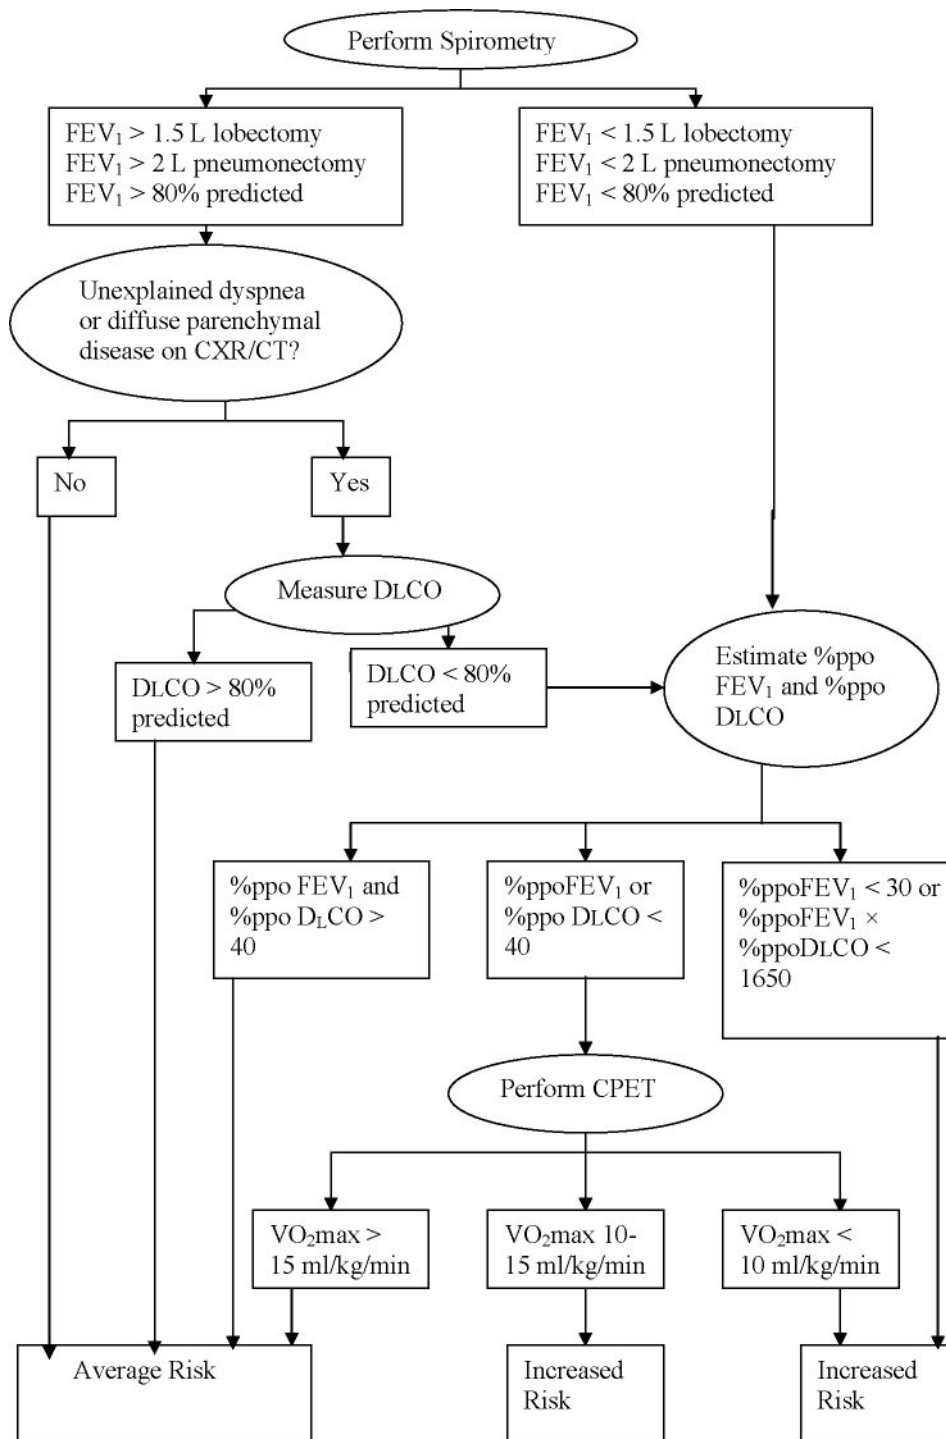 Perform Spirometry
FEV₁ > 1.5 L lobectomy
FEV₁ > 2 L pneumonectomy
FEV₁ > 80% predicted
FEV₁ < 1.5 L lobectomy
FEV₁ < 2 L pneumonectomy
FEV₁ < 80% predicted
Unexplained dyspnea
or diffuse parenchymal
disease on CXR/CT?
No
Yes
Measure DLCO
DLCO > 80%
predicted
DLCO < 80%
predicted
Estimate %ppo
FEV₁ and %ppo
DLCO
%ppo FEV₁ and
%ppo DLCO >
40
%ppoFEV₁ or
%ppo DLCO <
40
%ppoFEV₁ < 30 or
%ppoFEV₁ ×
%ppoDLCO <
1650
Perform CPET
VO₂max >
15 ml/kg/min
VO₂max 10-
15 ml/kg/min
VO₂max <
10 ml/kg/min
Average Risk
Increased
Risk
Increased
Risk